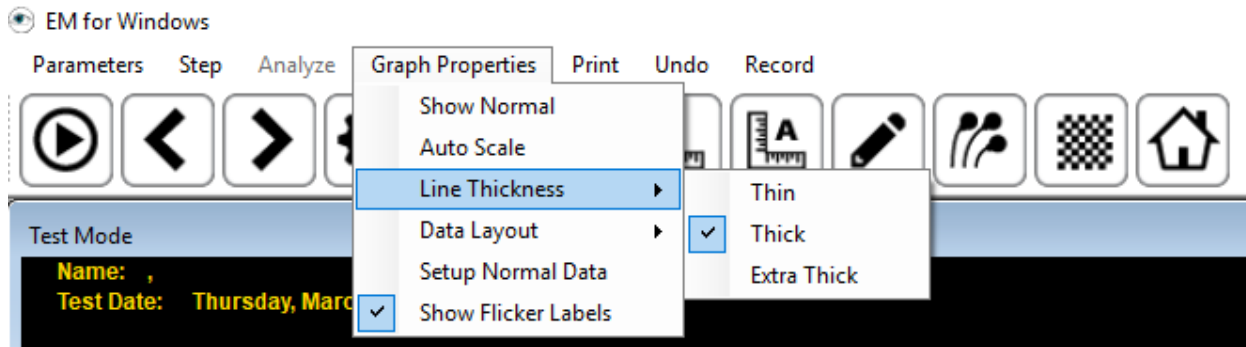 EM for Windows
Parameters Step Analyze Graph Properties Print Undo Record
Show Normal
Auto Scale
A
Line Thickness
Thin
Data Layout
Thick
Setup Normal Data
Extra Thick
Show Flicker Labels
Test Mode
Name: ,
Test Date: Thursday,